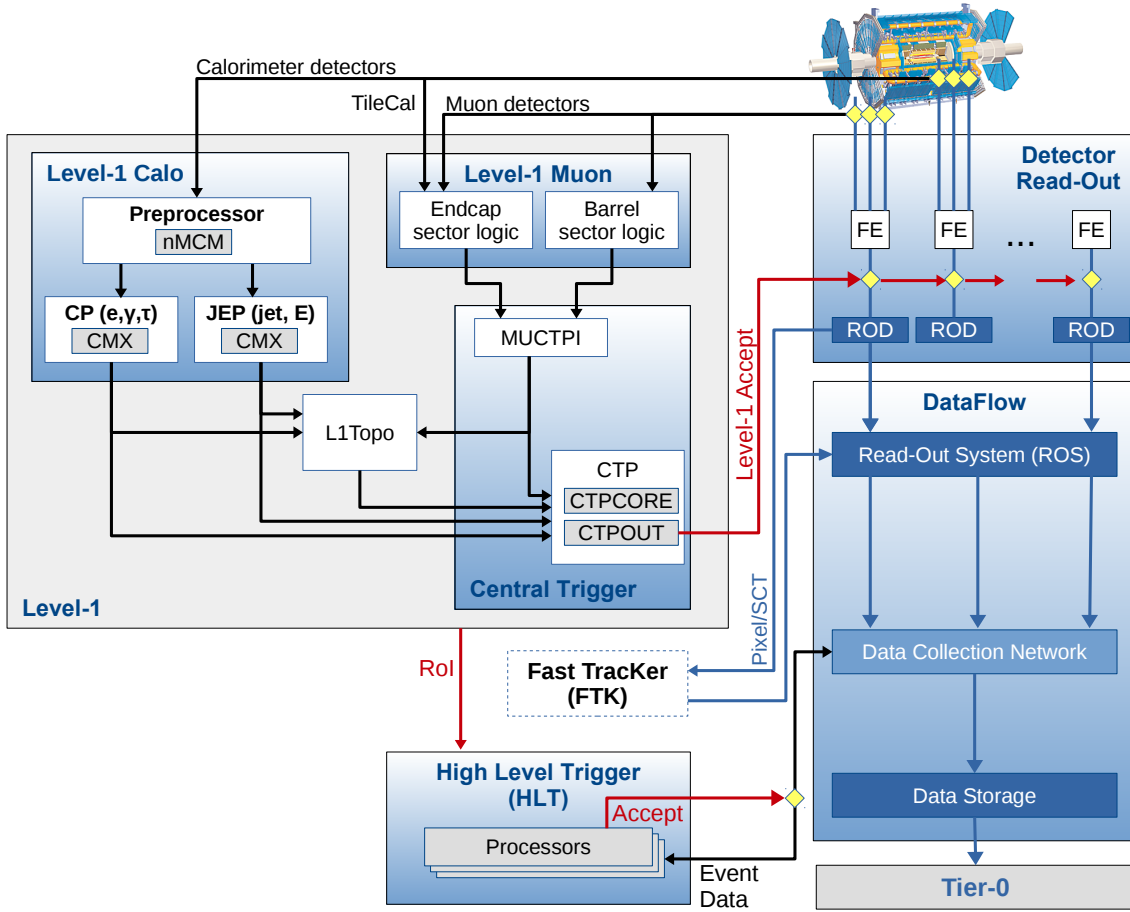 Calorimeter detectors
TileCal
Muon detectors
Level-1 Calo
Preprocessor
nMCM
CP (e,γ,τ)
CMX
JEP (jet, E)
CMX
Level-1 Muon
Endcap
sector logic
Barrel
sector logic
MUCTPI
L1Topo
CTP
CTPCORE
CTPOUT
Central Trigger
Level-1
Level-1 Accept
Detector
Read-Out
FE
FE
...
FE
ROD
ROD
ROD
DataFlow
Read-Out System (ROS)
Data Collection Network
Data Storage
Tier-0
Pixel/SCT
RoI
Fast TracKer
(FTK)
High Level Trigger
(HLT)
Accept
Processors
Event
Data